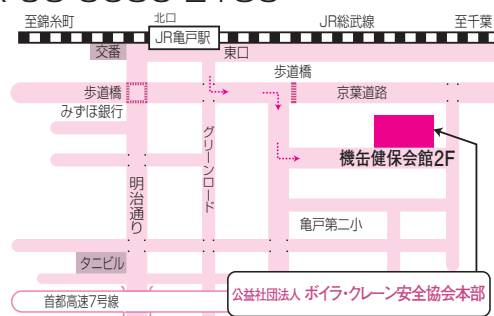 至錦糸町
北口
JR総武線
至千葉
JR亀戸駅
交番
東口
歩道橋
歩道橋
京葉道路
みずほ銀行
グリーンロード
機缶健保会館2F
明治通り
亀戸第二小
タニビル
公益社団法人 ボイラ・クレーン安全協会本部
首都高速7号線